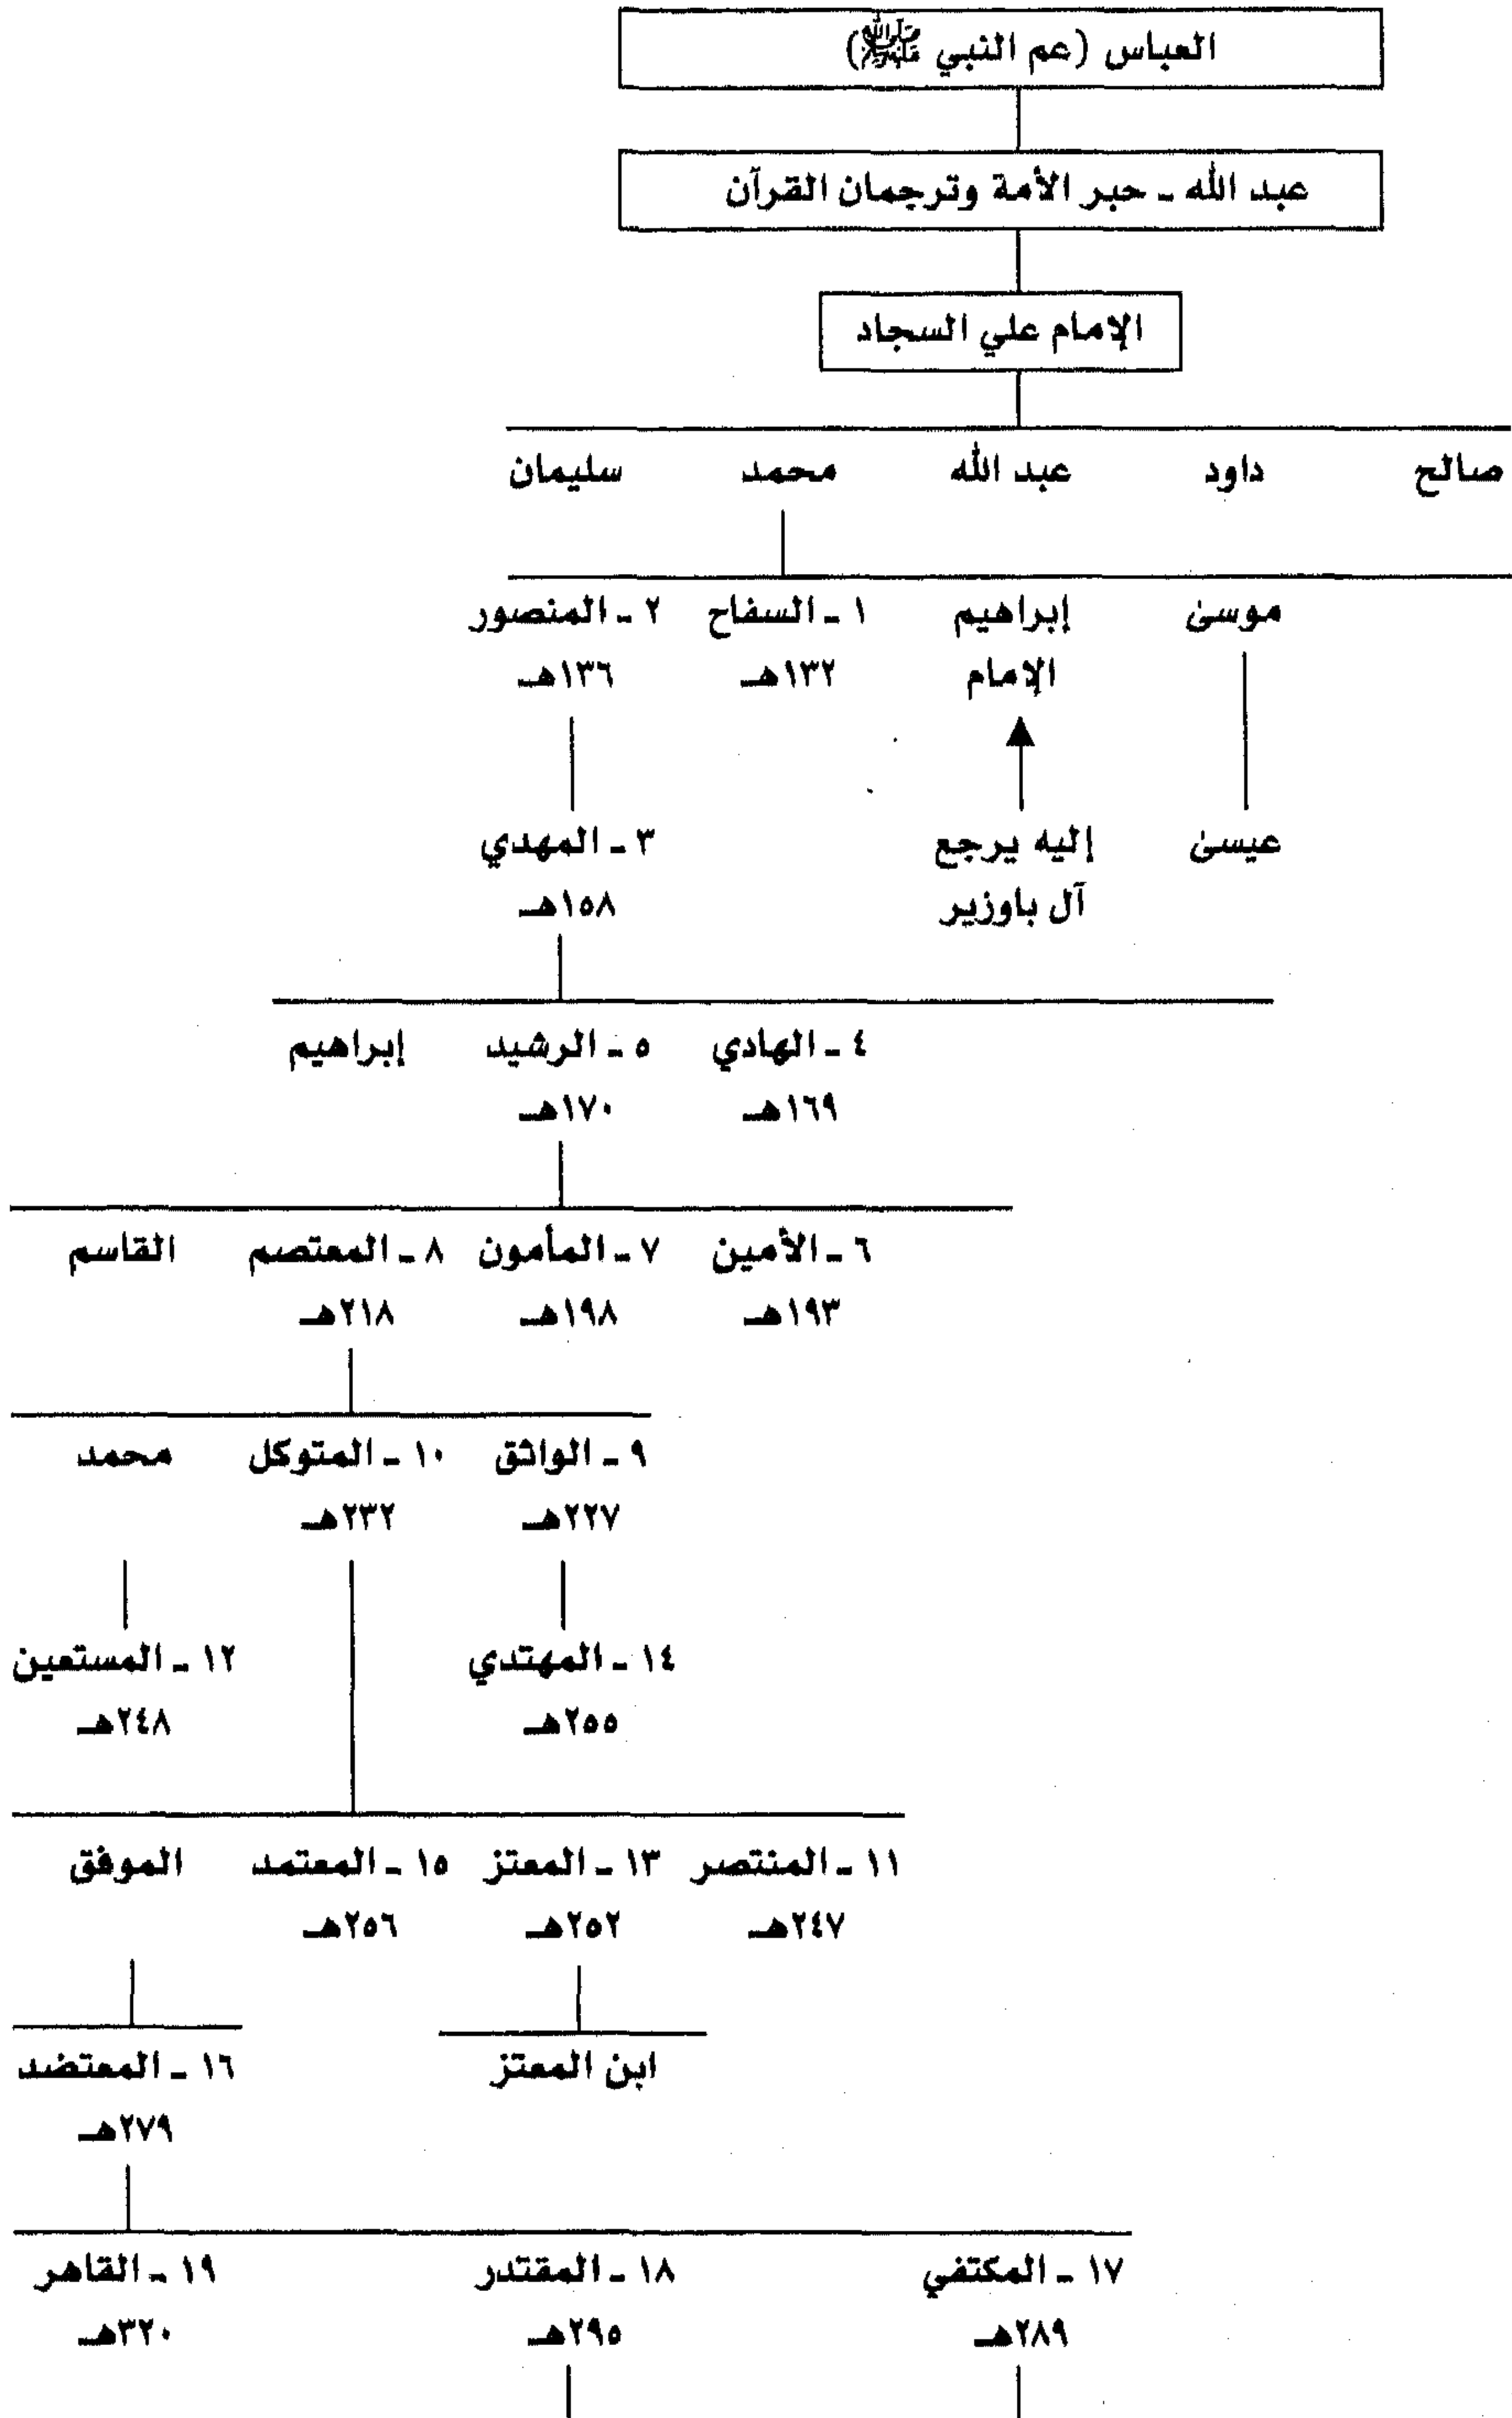 العباس (عم النبي ﷺ)
عبد الله ـ حبر الأمة وترجمان القرآن
الإمام علي السجاد
صالح داود عبد الله محمد سليمان
موسىٰ إبراهيم ١ ـ السفاح ٢ ـ المنصور
الإمام ١٣٢هـ ١٣٦هـ
عيسىٰ إليه يرجع ٣ ـ المهدي
آل باوزير ١٥٨هـ
٤ ـ الهادي ٥ ـ الرشيد إبراهيم
١٦٩هـ ١٧٠هـ
٦ ـ الأمين ٧ ـ المأمون ٨ ـ المعتصم القاسم
١٩٣هـ ١٩٨هـ ٢١٨هـ
٩ ـ الواثق ١٠ ـ المتوكل محمد
٢٢٧هـ ٢٣٢هـ
١٤ ـ المهتدي ١٢ ـ المستعين
٢٥٥هـ ٢٤٨هـ
١١ ـ المنتصر ١٣ ـ المعتز ١٥ ـ المعتمد الموفق
٢٤٧هـ ٢٥٢هـ ٢٥٦هـ
ابن المعتز ١٦ ـ المعتضد
٢٧٩هـ
١٧ ـ المكتفي ١٨ ـ المقتدر ١٩ ـ القاهر
٢٨٩هـ ٢٩٥هـ ٣٢٠هـ